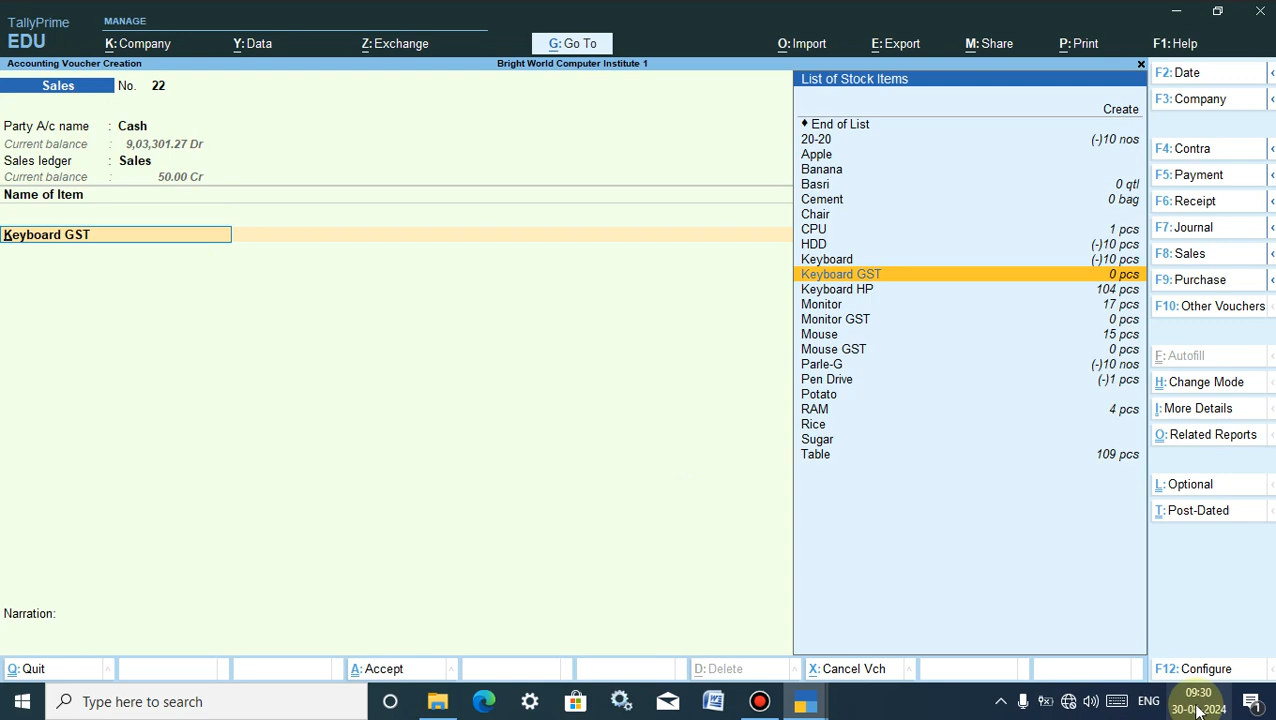 TallyPrime
EDU
MANAGE
K: Company
Y: Data
Z: Exchange
G: Go To
O: Import
E: Export
M: Share
P: Print
F1: Help
Accounting Voucher Creation
Bright World Computer Institute 1
Sales No. 22
Party A/c name : Cash
Current balance : 9,03,301.27 Dr
Sales ledger : Sales
Current balance : 50.00 Cr
Name of Item
Keyboard GST
Narration:
List of Stock Items
Create
♦ End of List
20-20 (-)10 nos
Apple
Banana
Basri 0 qtl
Cement 0 bag
Chair
CPU 1 pcs
HDD (-)10 pcs
Keyboard (-)10 pcs
Keyboard GST 0 pcs
Keyboard HP 104 pcs
Monitor 17 pcs
Monitor GST 0 pcs
Mouse 15 pcs
Mouse GST 0 pcs
Parle-G (-)10 nos
Pen Drive (-)1 pcs
Potato
RAM 4 pcs
Rice
Sugar
Table 109 pcs
F2: Date
F3: Company
F4: Contra
F5: Payment
F6: Receipt
F7: Journal
F8: Sales
F9: Purchase
F10: Other Vouchers
F: Autofill
H: Change Mode
I: More Details
O: Related Reports
L: Optional
T: Post-Dated
F12: Configure
Q: Quit
A: Accept
D: Delete
X: Cancel Vch
Type here to search
ENG
09:30
30-08-2024
1